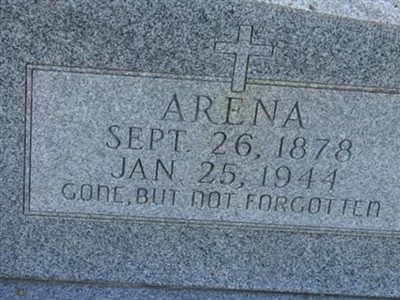 ARENA
SEPT. 26, 1878
JAN 25, 1944
GONE, BUT NOT FORGOTTEN